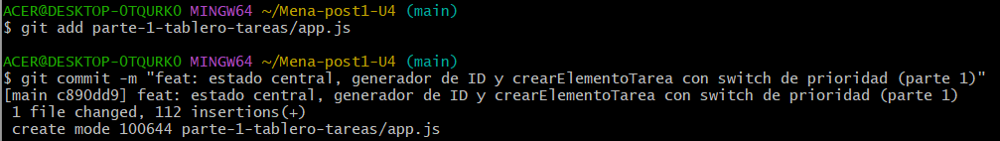 ACER@DESKTOP-OTQURKO MINGW64 ~/Mena-post1-U4 (main)
$ git add parte-1-tablero-tareas/app.js
ACER@DESKTOP-OTQURKO MINGW64 ~/Mena-post1-U4 (main)
$ git commit -m "feat: estado central, generador de ID y crearElementoTarea con switch de prioridad (parte 1)"
[main c890dd9] feat: estado central, generador de ID y crearElementoTarea con switch de prioridad (parte 1)
1 file changed, 112 insertions(+)
create mode 100644 parte-1-tablero-tareas/app.js